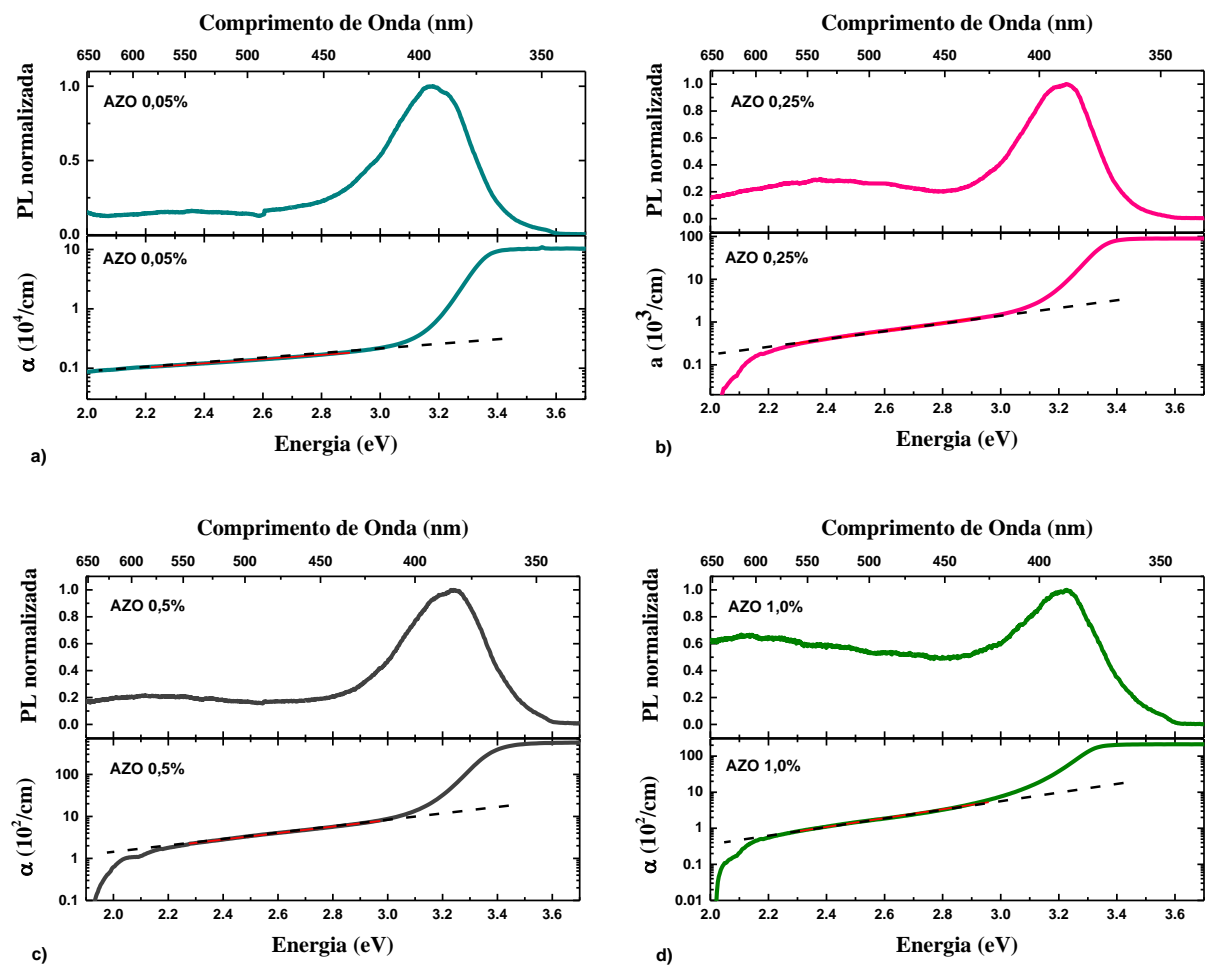 Comprimento de Onda (nm)
650 600 550 500 450 400 350
PL normalizada
1.0
0.5
0.0
AZO 0,05%
α (10⁴/cm)
10
1
0.1
AZO 0,05%
2.0 2.2 2.4 2.6 2.8 3.0 3.2 3.4 3.6
Energia (eV)
a)
Comprimento de Onda (nm)
650 600 550 500 450 400 350
PL normalizada
1.0
0.8
0.6
0.4
0.2
0.0
AZO 0,25%
a (10³/cm)
100
10
1
0.1
AZO 0,25%
2.0 2.2 2.4 2.6 2.8 3.0 3.2 3.4 3.6
Energia (eV)
b)
Comprimento de Onda (nm)
650 600 550 500 450 400 350
PL normalizada
1.0
0.8
0.6
0.4
0.2
0.0
AZO 0,5%
α (10²/cm)
100
10
1
0.1
AZO 0,5%
2.0 2.2 2.4 2.6 2.8 3.0 3.2 3.4 3.6
Energia (eV)
c)
Comprimento de Onda (nm)
650 600 550 500 450 400 350
PL normalizada
1.0
0.8
0.6
0.4
0.2
0.0
AZO 1,0%
α (10²/cm)
100
10
1
0.1
0.01
AZO 1,0%
2.0 2.2 2.4 2.6 2.8 3.0 3.2 3.4 3.6
Energia (eV)
d)